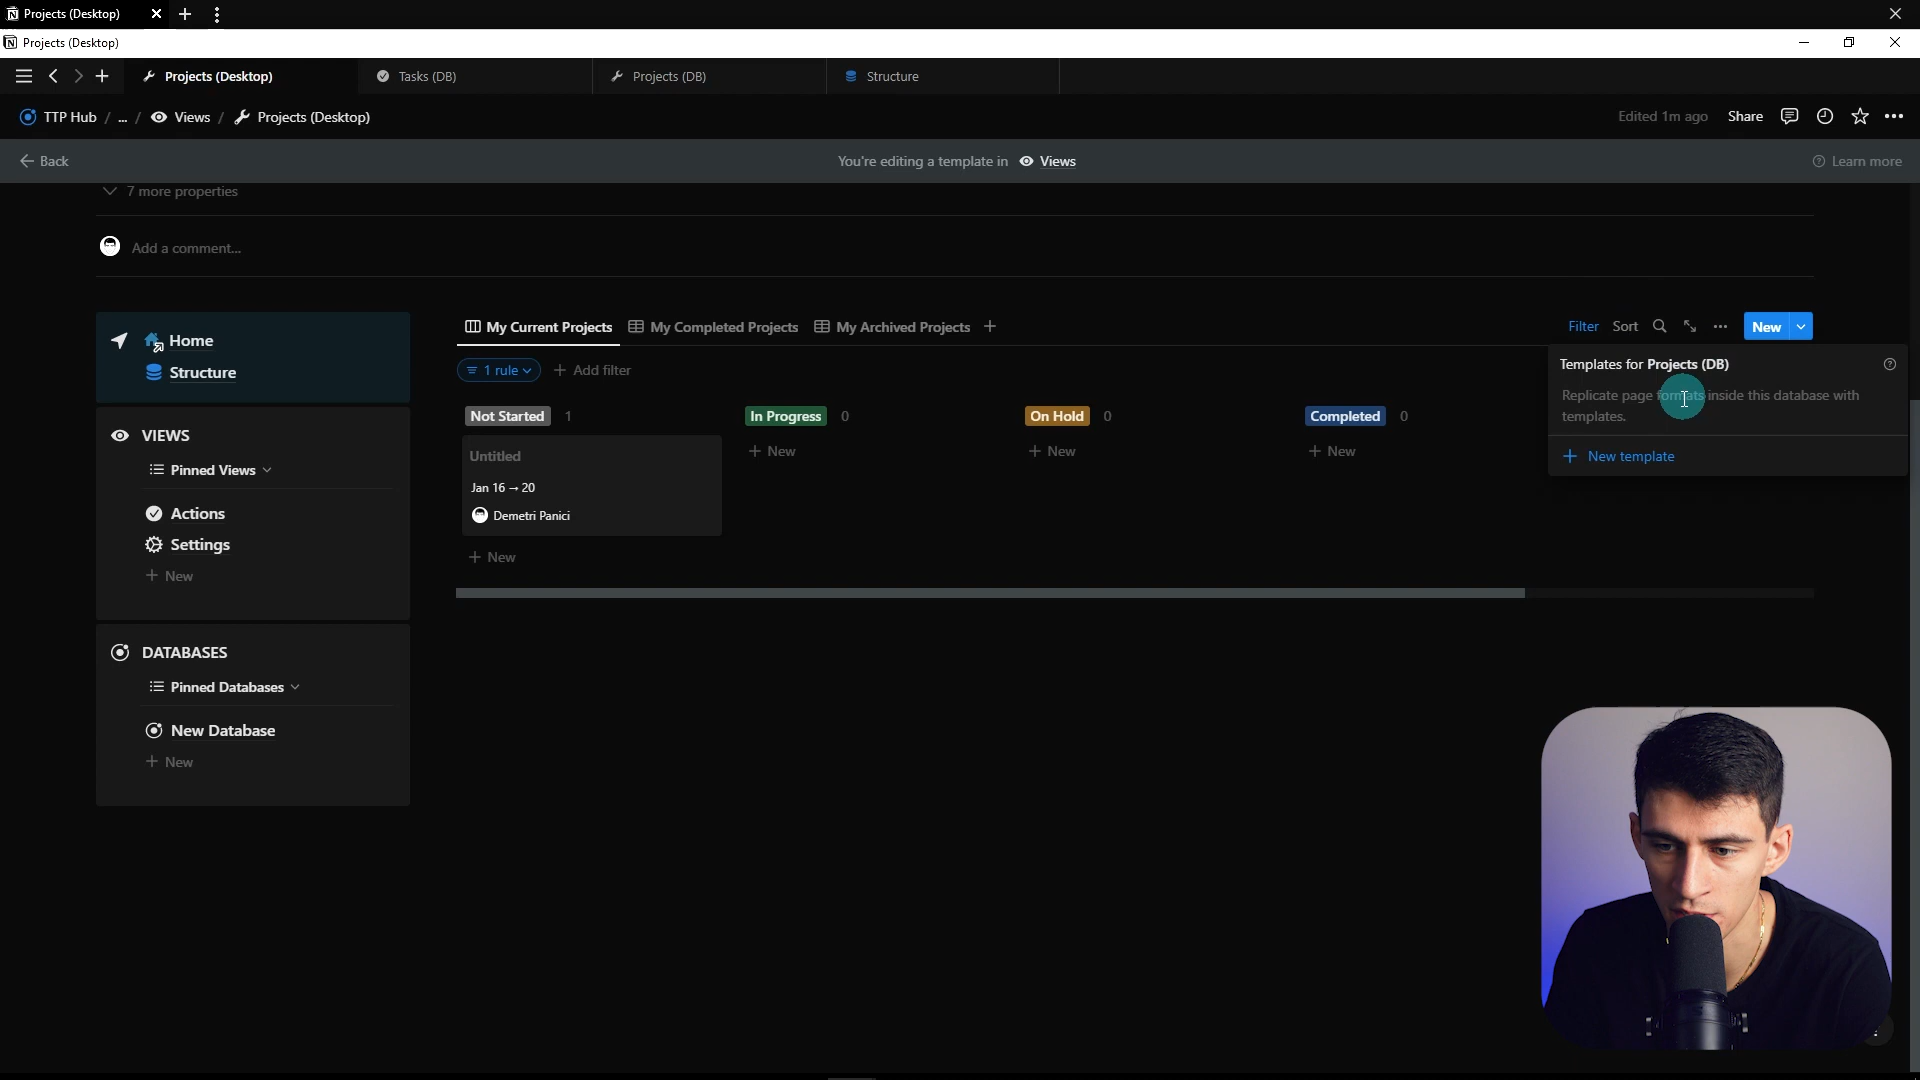 Projects (Desktop)
Projects (Desktop)
Projects (Desktop)
Tasks (DB)
Projects (DB)
Structure
TTP Hub / ... / Views / Projects (Desktop)
Edited 1m ago
Share
Back
You're editing a template in Views
Learn more
7 more properties
Add a comment...
Home
Structure
VIEWS
Pinned Views
Actions
Settings
+ New
DATABASES
Pinned Databases
New Database
+ New
My Current Projects
My Completed Projects
My Archived Projects
Filter
Sort
New
1 rule
+ Add filter
Not Started 1
In Progress 0
On Hold 0
Completed 0
Untitled
Jan 16 → 20
Demetri Panici
+ New
+ New
+ New
+ New
Templates for Projects (DB)
Replicate page formats inside this database with
templates.
+ New template